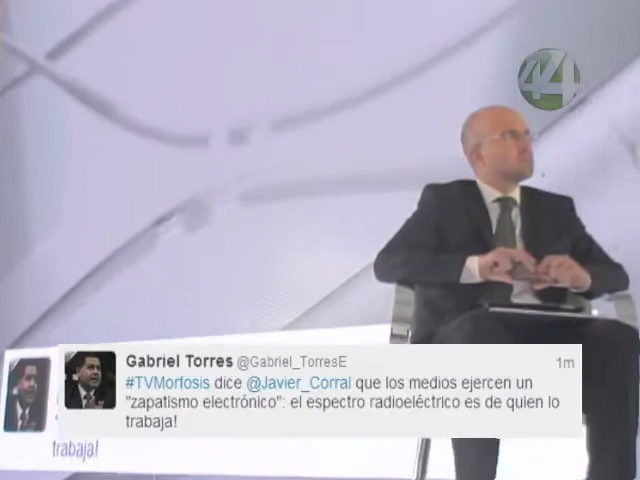 44
Gabriel Torres @Gabriel_TorresE 1m
#TVMorfosis dice @Javier_Corral que los medios ejercen un
"zapatismo electrónico": el espectro radioeléctrico es de quien lo
trabaja!
trabaja!